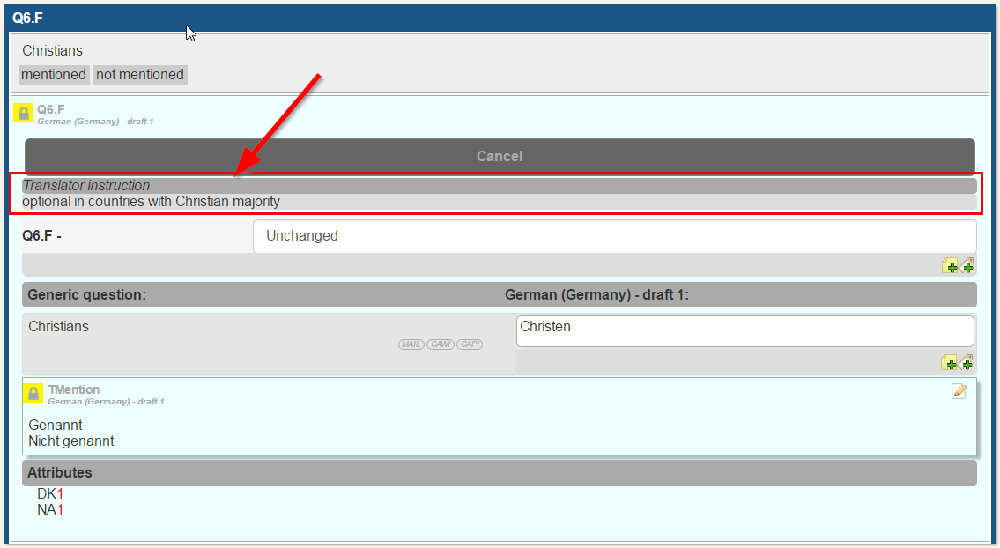 Q6.F
Christians
mentioned not mentioned
Q6.F
German (Germany) - draft 1
Cancel
Translator instruction
optional in countries with Christian majority
Q6.F - Unchanged
Generic question: German (Germany) - draft 1:
Christians Christen
MAIL CAWI CAPI
TMention
German (Germany) - draft 1
Genannt
Nicht genannt
Attributes
DK1
NA1